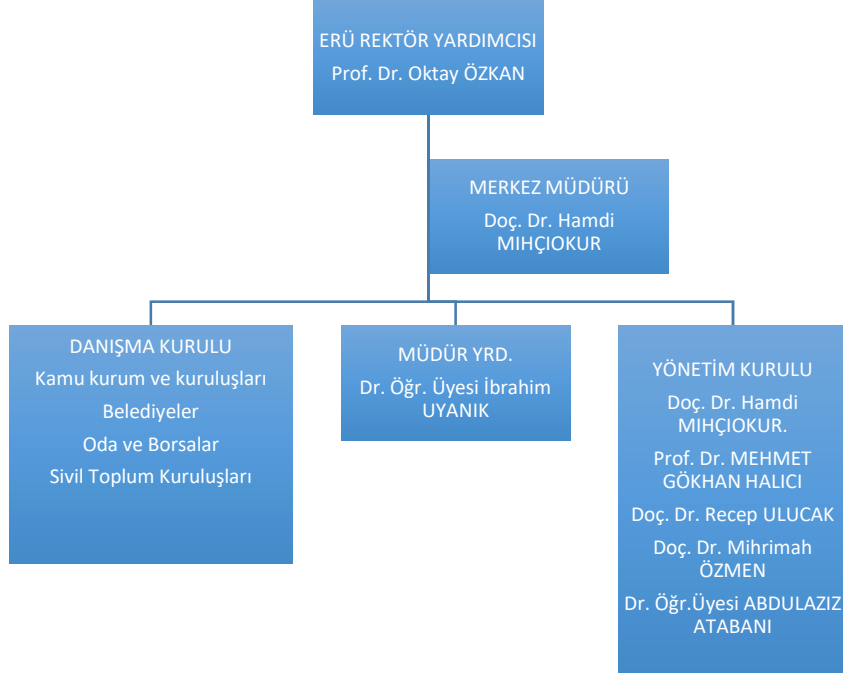 ERÜ REKTÖR YARDIMCISI
Prof. Dr. Oktay ÖZKAN
MERKEZ MÜDÜRÜ
Doç. Dr. Hamdi
MIHÇIOKUR
DANIŞMA KURULU
Kamu kurum ve kuruluşları
Belediyeler
Oda ve Borsalar
Sivil Toplum Kuruluşları
MÜDÜR YRD.
Dr. Öğr. Üyesi İbrahim
UYANIK
YÖNETİM KURULU
Doç. Dr. Hamdi
MIHÇIOKUR.
Prof. Dr. MEHMET
GÖKHAN HALICI
Doç. Dr. Recep ULUCAK
Doç. Dr. Mihrimah
ÖZMEN
Dr. Öğr.Üyesi ABDULAZIZ
ATABANI